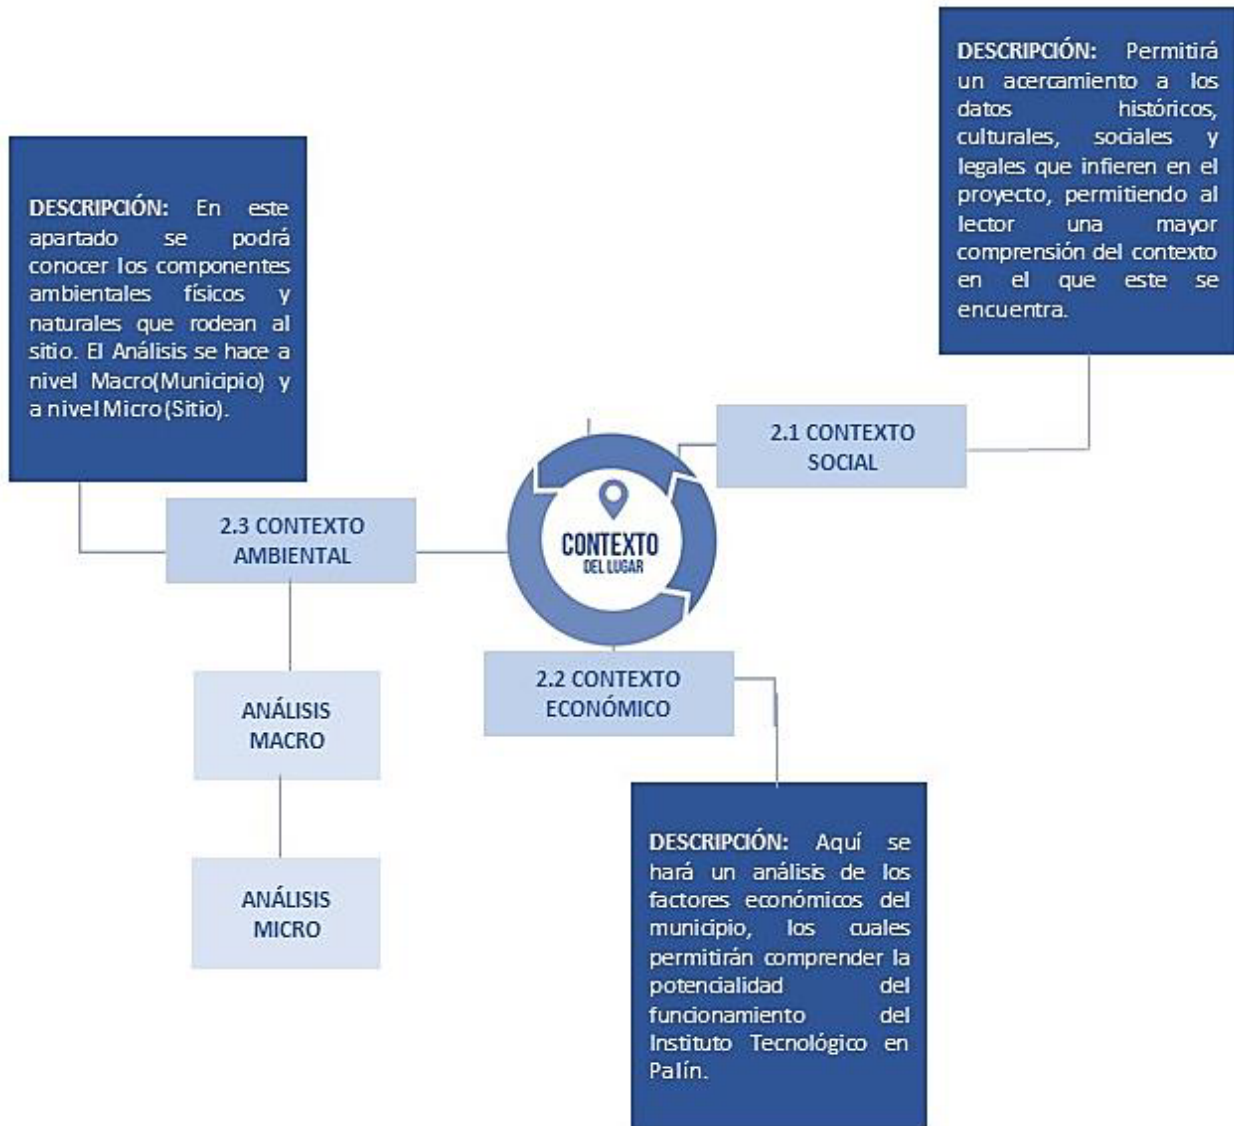 DESCRIPCIÓN: Permitirá
un acercamiento a los
datos históricos,
culturales, sociales y
legales que infieren en el
proyecto, permitiendo al
lector una mayor
comprensión del contexto
en el que este se
encuentra.
DESCRIPCIÓN: En este
apartado se podrá
conocer los componentes
ambientales físicos y
naturales que rodean al
sitio. El Análisis se hace a
nivel Macro(Municipio) y
a nivel Micro (Sitio).
2.1 CONTEXTO
SOCIAL
2.3 CONTEXTO
AMBIENTAL
CONTEXTO
DEL LUGAR
2.2 CONTEXTO
ECONÓMICO
ANÁLISIS
MACRO
ANÁLISIS
MICRO
DESCRIPCIÓN: Aquí se
hará un análisis de los
factores económicos del
municipio, los cuales
permitirán comprender la
potencialidad del
funcionamiento del
Instituto Tecnológico en
Palín.